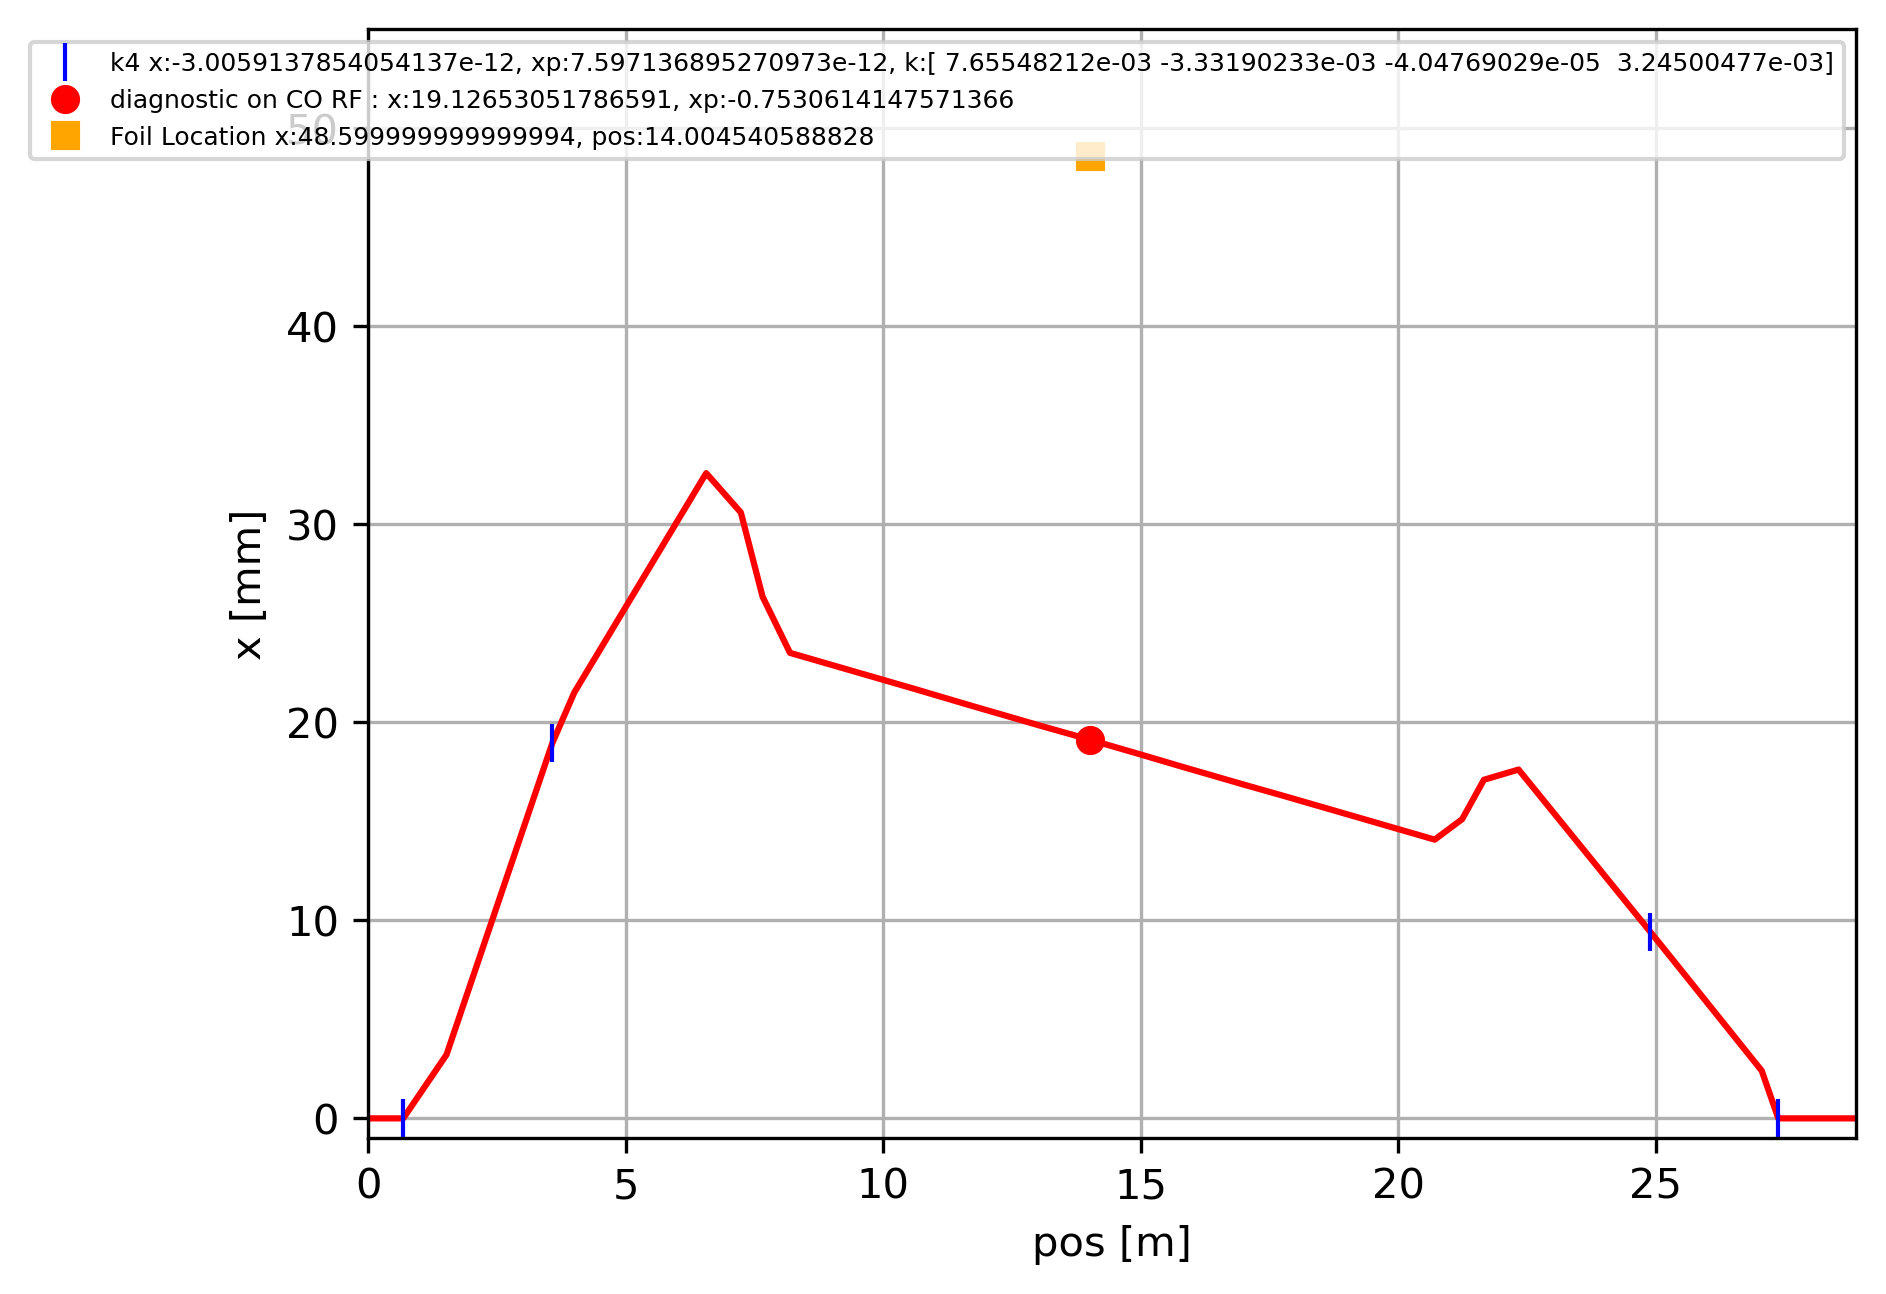 k4 x:-3.0059137854054137e-12, xp:7.597136895270973e-12, k:[ 7.65548212e-03 -3.33190233e-03 -4.04769029e-05  3.24500477e-03]
diagnostic on CO RF : x:19.12653051786591, xp:-0.7530614147571366
Foil Location x:48.599999999999994, pos:14.004540588828
50
40
30
20
10
0
x [mm]
0 5 10 15 20 25
pos [m]